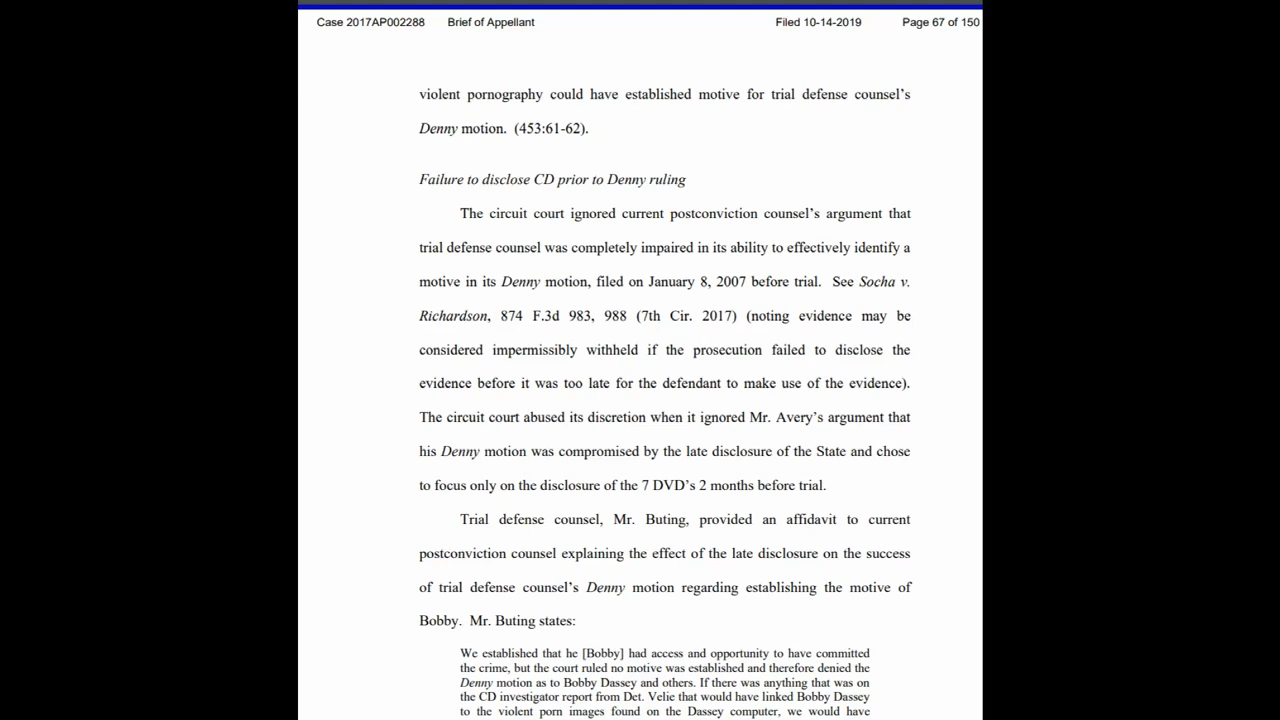 Case 2017AP002288 Brief of Appellant Filed 10-14-2019 Page 67 of 150
violent pornography could have established motive for trial defense counsel's
Denny motion. (453:61-62).
Failure to disclose CD prior to Denny ruling
The circuit court ignored current postconviction counsel's argument that
trial defense counsel was completely impaired in its ability to effectively identify a
motive in its Denny motion, filed on January 8, 2007 before trial. See Socha v.
Richardson, 874 F.3d 983, 988 (7th Cir. 2017) (noting evidence may be
considered impermissibly withheld if the prosecution failed to disclose the
evidence before it was too late for the defendant to make use of the evidence).
The circuit court abused its discretion when it ignored Mr. Avery's argument that
his Denny motion was compromised by the late disclosure of the State and chose
to focus only on the disclosure of the 7 DVD's 2 months before trial.
Trial defense counsel, Mr. Buting, provided an affidavit to current
postconviction counsel explaining the effect of the late disclosure on the success
of trial defense counsel's Denny motion regarding establishing the motive of
Bobby. Mr. Buting states:
We established that he [Bobby] had access and opportunity to have committed
the crime, but the court ruled no motive was established and therefore denied the
Denny motion as to Bobby Dassey and others. If there was anything that was on
the CD investigator report from Det. Velie that would have linked Bobby Dassey
to the violent porn images found on the Dassey computer, we would have